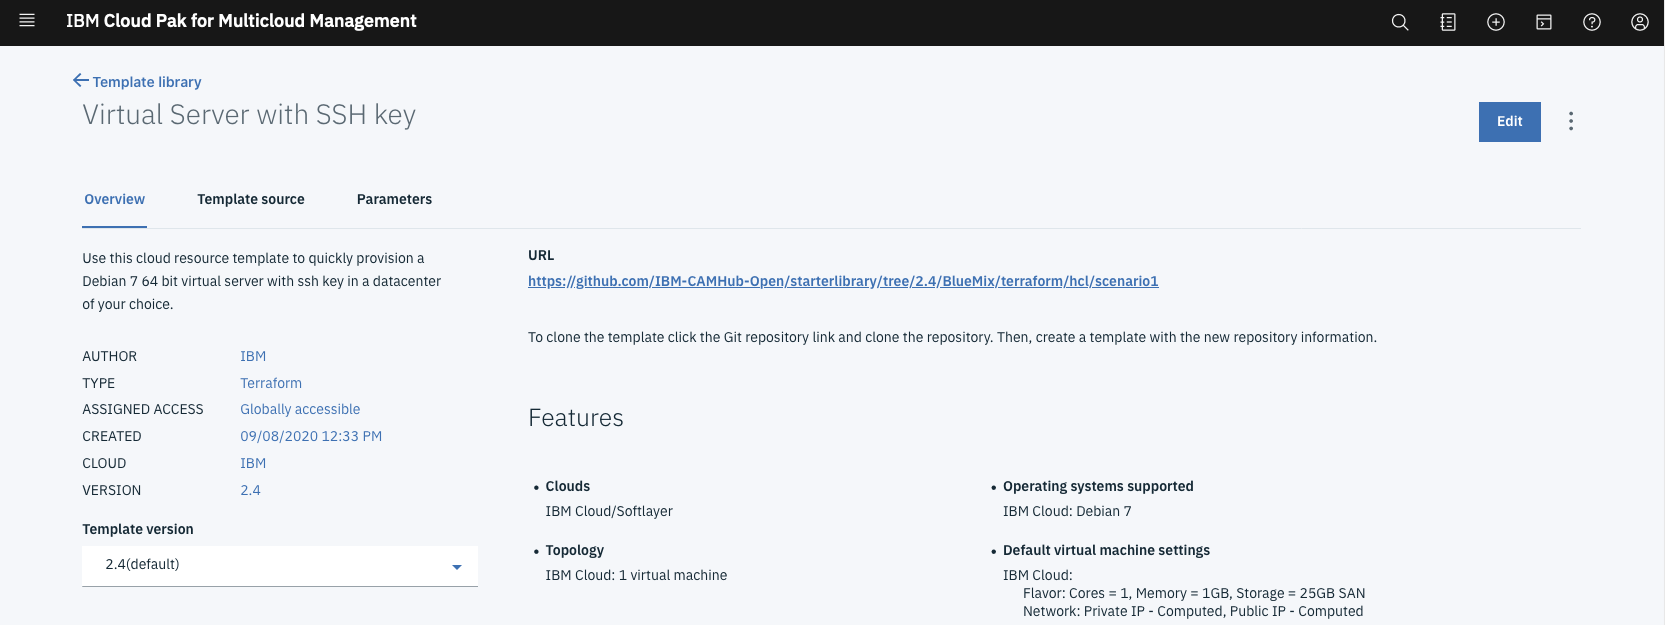 IBM Cloud Pak for Multicloud Management
Template library
Virtual Server with SSH key
Edit
Overview
Template source
Parameters
Use this cloud resource template to quickly provision a
Debian 7 64 bit virtual server with ssh key in a datacenter
of your choice.
AUTHOR IBM
TYPE Terraform
ASSIGNED ACCESS Globally accessible
CREATED 09/08/2020 12:33 PM
CLOUD IBM
VERSION 2.4
Template version
2.4(default)
URL
https://github.com/IBM-CAMHub-Open/starterlibrary/tree/2.4/BlueMix/terraform/hcl/scenario1
To clone the template click the Git repository link and clone the repository. Then, create a template with the new repository information.
Features
• Clouds
IBM Cloud/Softlayer
• Topology
IBM Cloud: 1 virtual machine
• Operating systems supported
IBM Cloud: Debian 7
• Default virtual machine settings
IBM Cloud:
Flavor: Cores = 1, Memory = 1GB, Storage = 25GB SAN
Network: Private IP - Computed, Public IP - Computed